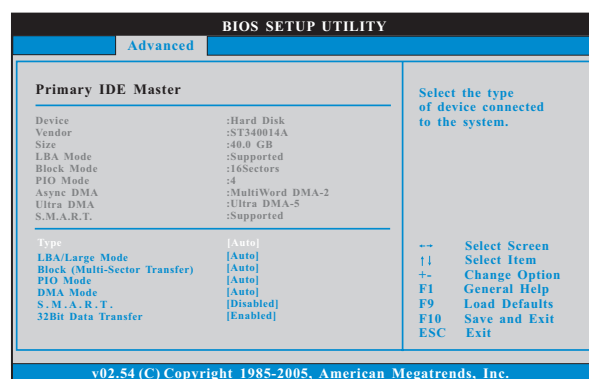 BIOS SETUP UTILITY
Advanced
Primary IDE Master
Device :Hard Disk
Vendor :ST340014A
Size :40.0 GB
LBA Mode :Supported
Block Mode :16Sectors
PIO Mode :4
Async DMA :MultiWord DMA-2
Ultra DMA :Ultra DMA-5
S.M.A.R.T. :Supported
Type [Auto]
LBA/Large Mode [Auto]
Block (Multi-Sector Transfer) [Auto]
PIO Mode [Auto]
DMA Mode [Auto]
S.M.A.R.T. [Disabled]
32Bit Data Transfer [Enabled]
Select the type
of device connected
to the system.
←→ Select Screen
↑↓ Select Item
+- Change Option
F1 General Help
F9 Load Defaults
F10 Save and Exit
ESC Exit
v02.54 (C) Copyright 1985-2005, American Megatrends, Inc.